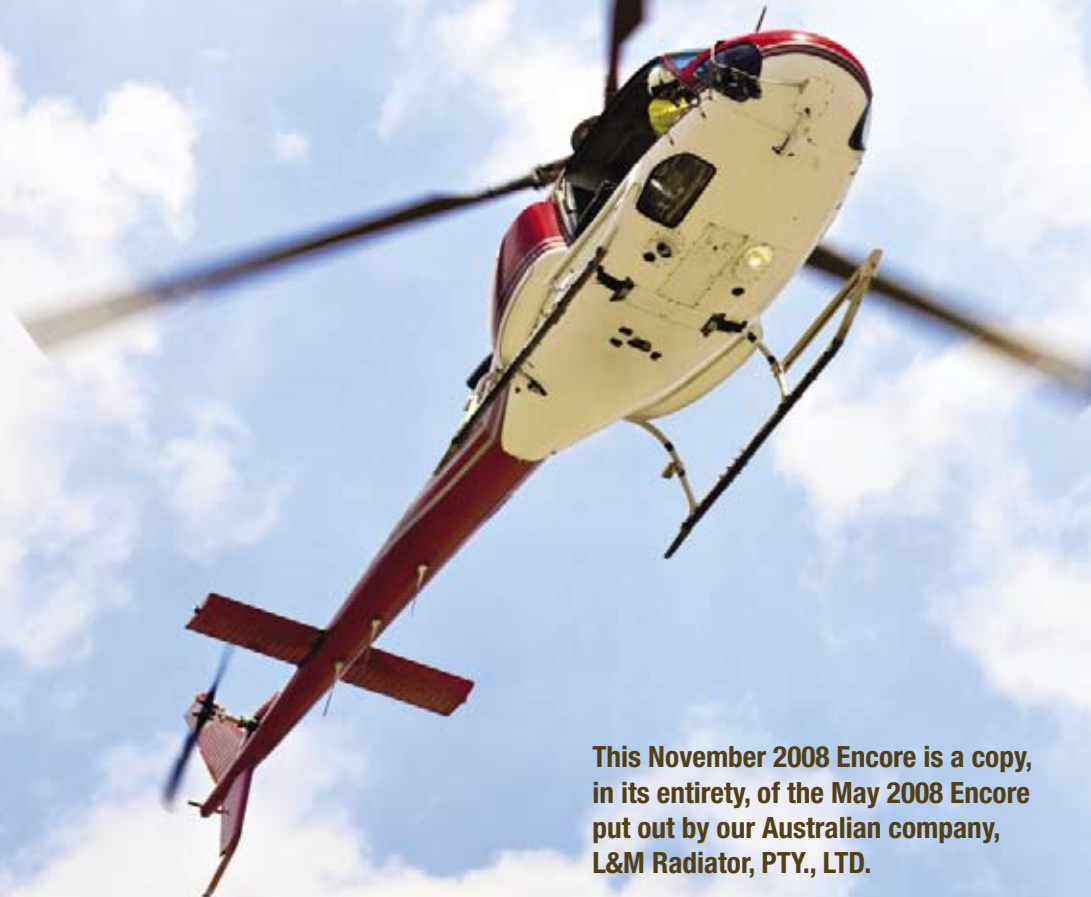 This November 2008 Encore is a copy,
in its entirety, of the May 2008 Encore
put out by our Australian company,
L&M Radiator, PTY., LTD.